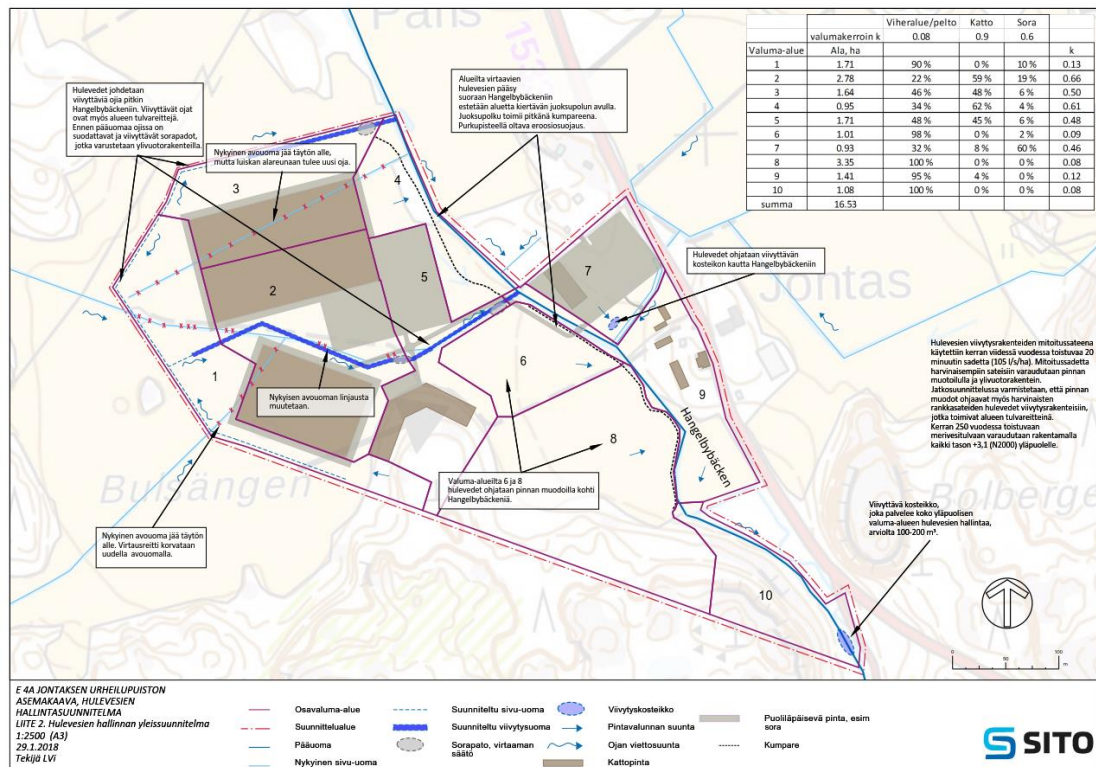 Viheralue/pelto Katto Sora
valumakerroin k 0.08 0.9 0.6
Valuma-alue Ala, ha k
1 1.71 90 % 0 % 10 % 0.13
2 2.78 22 % 59 % 19 % 0.66
3 1.64 46 % 48 % 6 % 0.50
4 0.95 34 % 62 % 4 % 0.61
5 1.71 48 % 45 % 6 % 0.48
6 1.01 98 % 0 % 2 % 0.09
7 0.93 32 % 8 % 60 % 0.46
8 3.35 100 % 0 % 0 % 0.08
9 1.41 95 % 4 % 0 % 0.12
10 1.08 100 % 0 % 0 % 0.08
summa 16.53
Hulevedet johdetaan
viivyttäviä ojia pitkin
Hangelbybäckeniin. Viivyttävät ojat
ovat myös alueen tulvareittejä.
Ennen pääuomaa ojissa on
suodattavat ja viivyttävät sorapadot,
jotka varustetaan ylivuotorakenteilla.
Nykyinen avouoma jää täytön alle,
mutta luiskan alareunaan tulee uusi oja.
Alueilta virtaavien
hulevesien pääsy
suoraan Hangelbybäckeniin
estetään aluetta kiertävän juoksupolun avulla.
Juoksupolku toimii pitkänä kumpareena.
Purkupisteellä oltava eroosiosuojaus.
Hulevedet ohjataan viivyttävän
kosteikon kautta Hangelbybäckeniin
Hulevesien viivytysrakenteiden mitoitussateena
käytettiin kerran viidessä vuodessa toistuvaa 20
minuutin sadetta (105 l/s/ha). Mitoitussadetta
harvinaisempiin sateisiin varaudutaan pinnan
muotoilulla ja ylivuotorakentein.
Jatkosuunnittelussa varmistetaan, että pinnan
muodot ohjaavat myös harvinaisten
rankkasateiden hulevedet viivytysrakenteisiin,
jotka toimivat alueen tulvareitteinä.
Kerran 250 vuodessa toistuvaan
merivesitulvaan varaudutaan rakentamalla
kaikki tason +3,1 (N2000) yläpuolelle.
Nykyisen avouoman linjausta
muutetaan.
Valuma-alueilta 6 ja 8
hulevedet ohjataan pinnan muodoilla kohti
Hangelbybäckeniä.
Nykyinen avouoma jää täytön
alle. Virtausreitti korvataan
uudella avouomalla.
Viivyttävä kosteikko,
joka palvelee koko yläpuolisen
valuma-alueen hulevesien hallintaa,
arviolta 100-200 m³.
1
2
3
4
5
6
7
8
9
10
Hangelbybäcken
Jontas
Bulsängen
0 50 100
m
E 4A JONTAKSEN URHEILUPUISTON
ASEMAKAAVA, HULEVESIEN
HALLINTASUUNNITELMA
LIITE 2. Hulevesien hallinnan yleissuunnitelma
1:2500 (A3)
29.1.2018
Tekijä LVi
Osavaluma-alue
Suunnittelualue
Pääuoma
Nykyinen sivu-uoma
Suunniteltu sivu-uoma
Suunniteltu viivytysuoma
Sorapato, virtaaman
säätö
Viivytyskosteikko
Pintavalunnan suunta
Ojan viettosuunta
Kattopinta
Puoliläpäisevä pinta, esim
sora
Kumpare
SITO